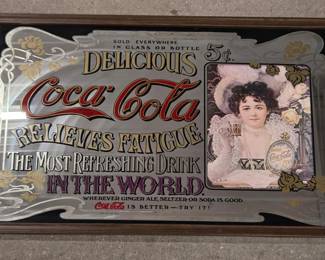 SOLD EVERYWHERE
IN GLASS OR BOTTLE
5¢.
DELICIOUS
Coca-Cola
RELIEVES FATIGUE
THE MOST REFRESHING DRINK
IN THE WORLD.
WHEREVER GINGER ALE, SELTZER OR SODA IS GOOD
Coca-Cola IS BETTER—TRY IT!